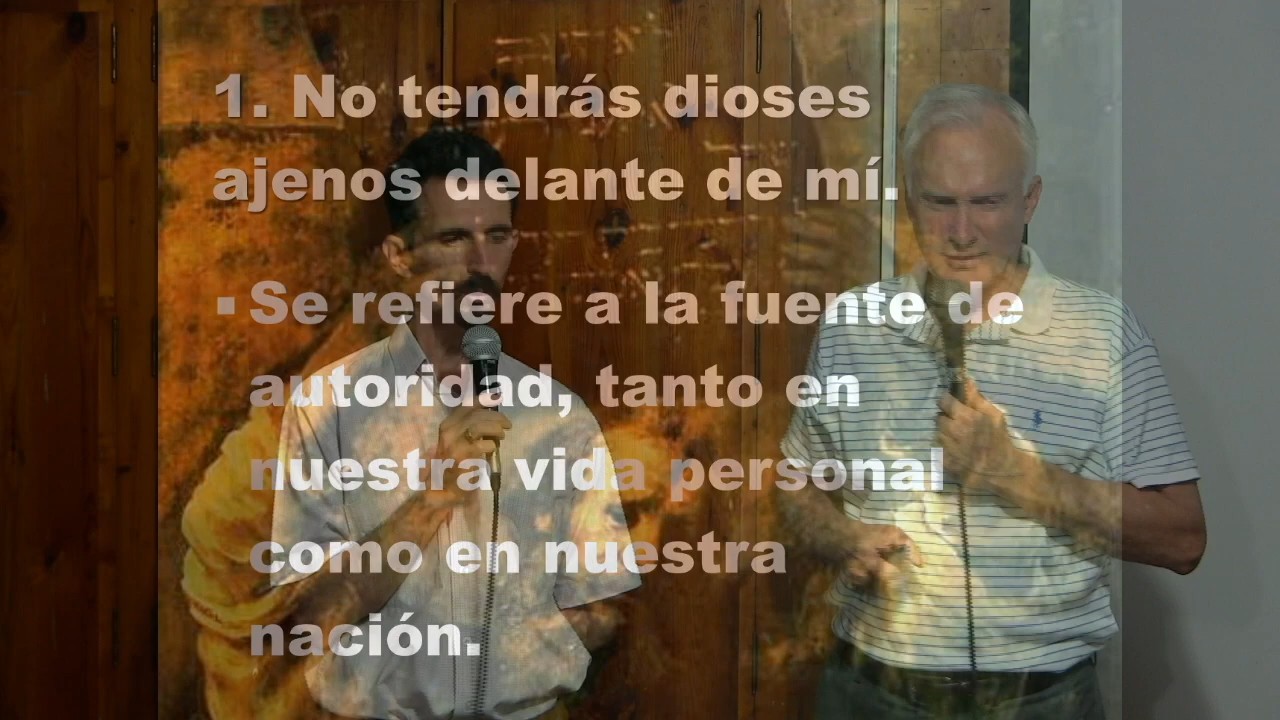 1. No tendrás dioses
ajenos delante de mí.
▪ Se refiere a la fuente de
autoridad, tanto en
nuestra vida personal
como en nuestra
nación.